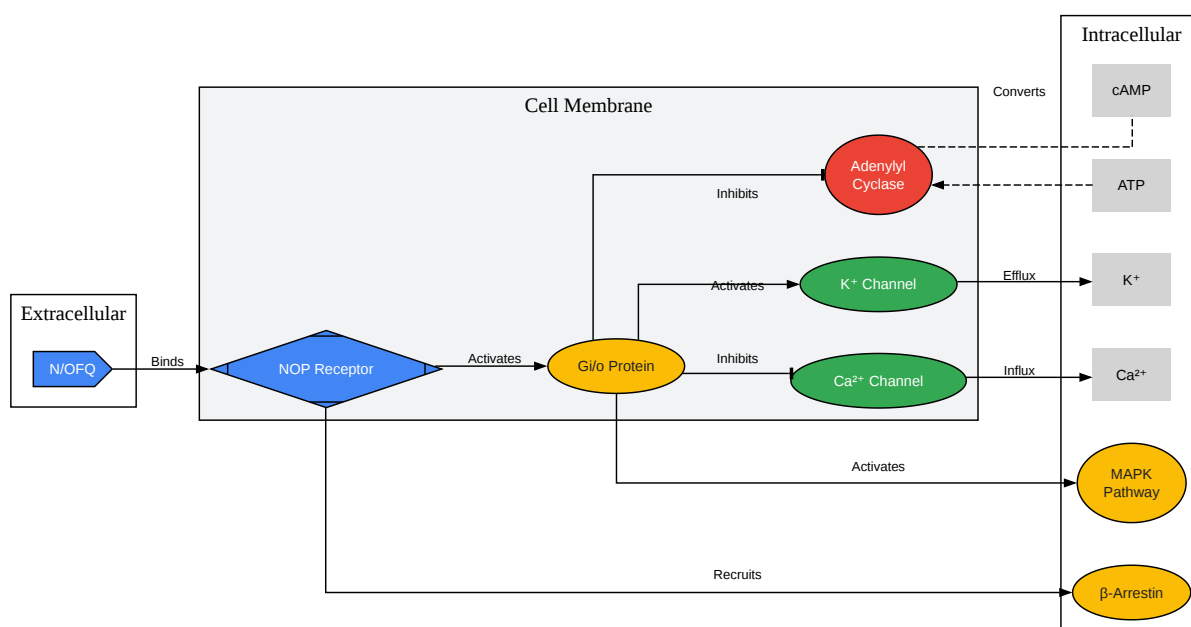 Intracellular
Converts
cAMP
Cell Membrane
Adenylyl
Cyclase
Inhibits
ATP
Activates
K⁺ Channel
Efflux
K⁺
Extracellular
N/OFQ
Binds
NOP Receptor
Activates
Gi/o Protein
Inhibits
Ca²⁺ Channel
Influx
Ca²⁺
Activates
MAPK
Pathway
Recruits
β-Arrestin